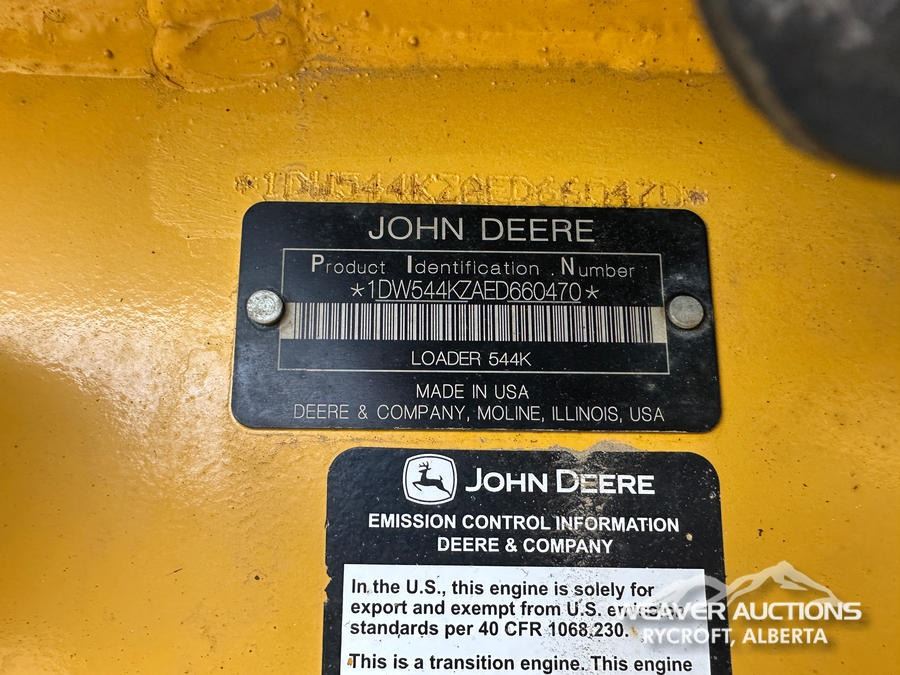 *1DW544KZAED660470*
JOHN DEERE
Product Identification Number
*1DW544KZAED660470*
LOADER 544K
MADE IN USA
DEERE & COMPANY, MOLINE, ILLINOIS, USA
JOHN DEERE
EMISSION CONTROL INFORMATION
DEERE & COMPANY
In the U.S., this engine is solely for
export and exempt from U.S.
standards per 40 CFR 1068.230.
This is a transition engine. This engine
WEAVER AUCTIONS
RYCROFT, ALBERTA